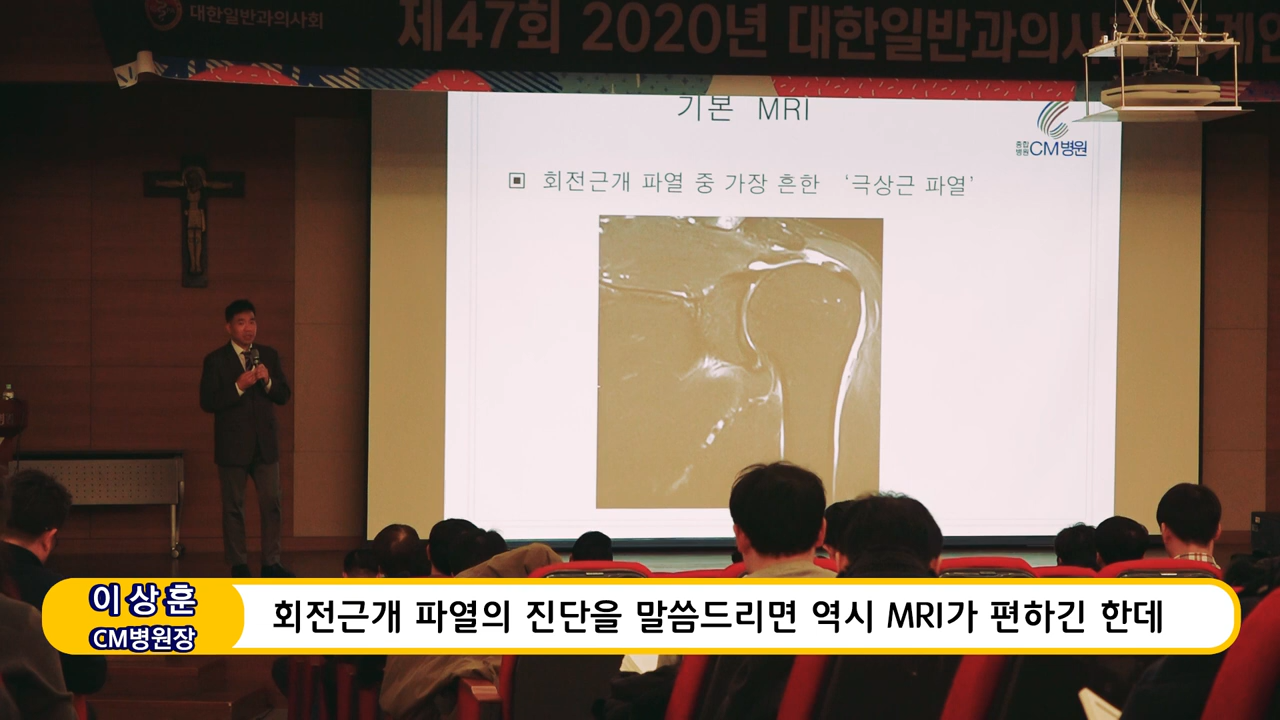 대한일반과의사회
제47회 2020년 대한일반과의사
기본 MRI
종합
병원 CM병원
회전근개 파열 중 가장 흔한 ‘극상근 파열’
이상훈
CM병원장
회전근개 파열의 진단을 말씀드리면 역시 MRI가 편하긴 한데